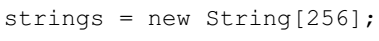 strings = new String[256];